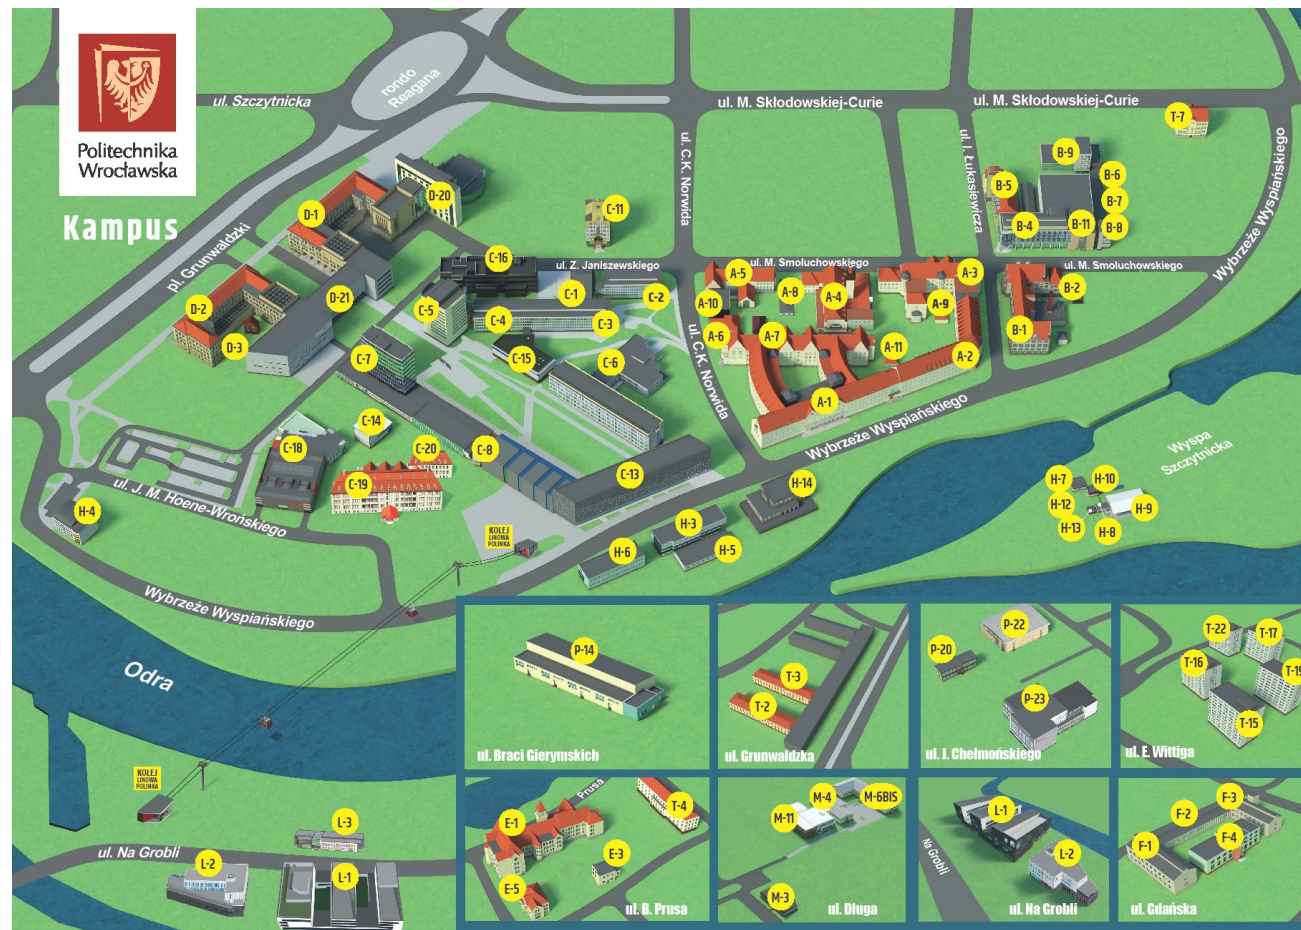 Politechnika
Wrocławska
Kampus
ul. Szczytnicka
rondo
Reagana
ul. M. Skłodowskiej-Curie
ul. M. Skłodowskiej-Curie
T-7
ul. C.K. Norwida
ul. I. Łukasiewicza
Wybrzeże Wyspiańskiego
pl. Grunwaldzki
B-9
B-6
B-5
B-7
B-4
B-11
B-8
D-20
D-1
C-11
C-16
ul. Z. Janiszewskiego
ul. M. Smoluchowskiego
ul. M. Smoluchowskiego
A-5
A-3
C-1
C-2
A-10
A-8
A-4
A-9
B-2
D-21
D-2
C-5
C-4
C-3
A-6
A-7
B-1
D-3
C-7
C-15
C-6
A-11
A-2
ul. C.K. Norwida
A-1
Wybrzeże Wyspiańskiego
C-14
C-18
C-20
C-8
C-19
C-13
Wyspa
Szczytnicka
ul. J. M. Hoene-Wrońskiego
H-4
H-14
H-7
H-10
H-12
H-9
H-13
H-8
H-3
H-6
H-5
KOLEJ
LINOWA
POLINKA
Wybrzeże Wyspiańskiego
Odra
KOLEJ
LINOWA
POLINKA
ul. Na Grobli
L-3
L-2
L-1
P-14
ul. Braci Gierymskich
T-3
T-2
ul. Grunwaldzka
P-22
P-20
P-23
ul. J. Chełmońskiego
T-22
T-17
T-16
T-19
T-15
ul. E. Wittiga
Prusa
E-1
T-4
E-3
E-5
ul. B. Prusa
M-4
M-6BIS
M-11
M-3
ul. Długa
L-1
L-2
Na Grobli
ul. Na Grobli
F-3
F-2
F-4
F-1
ul. Gdańska